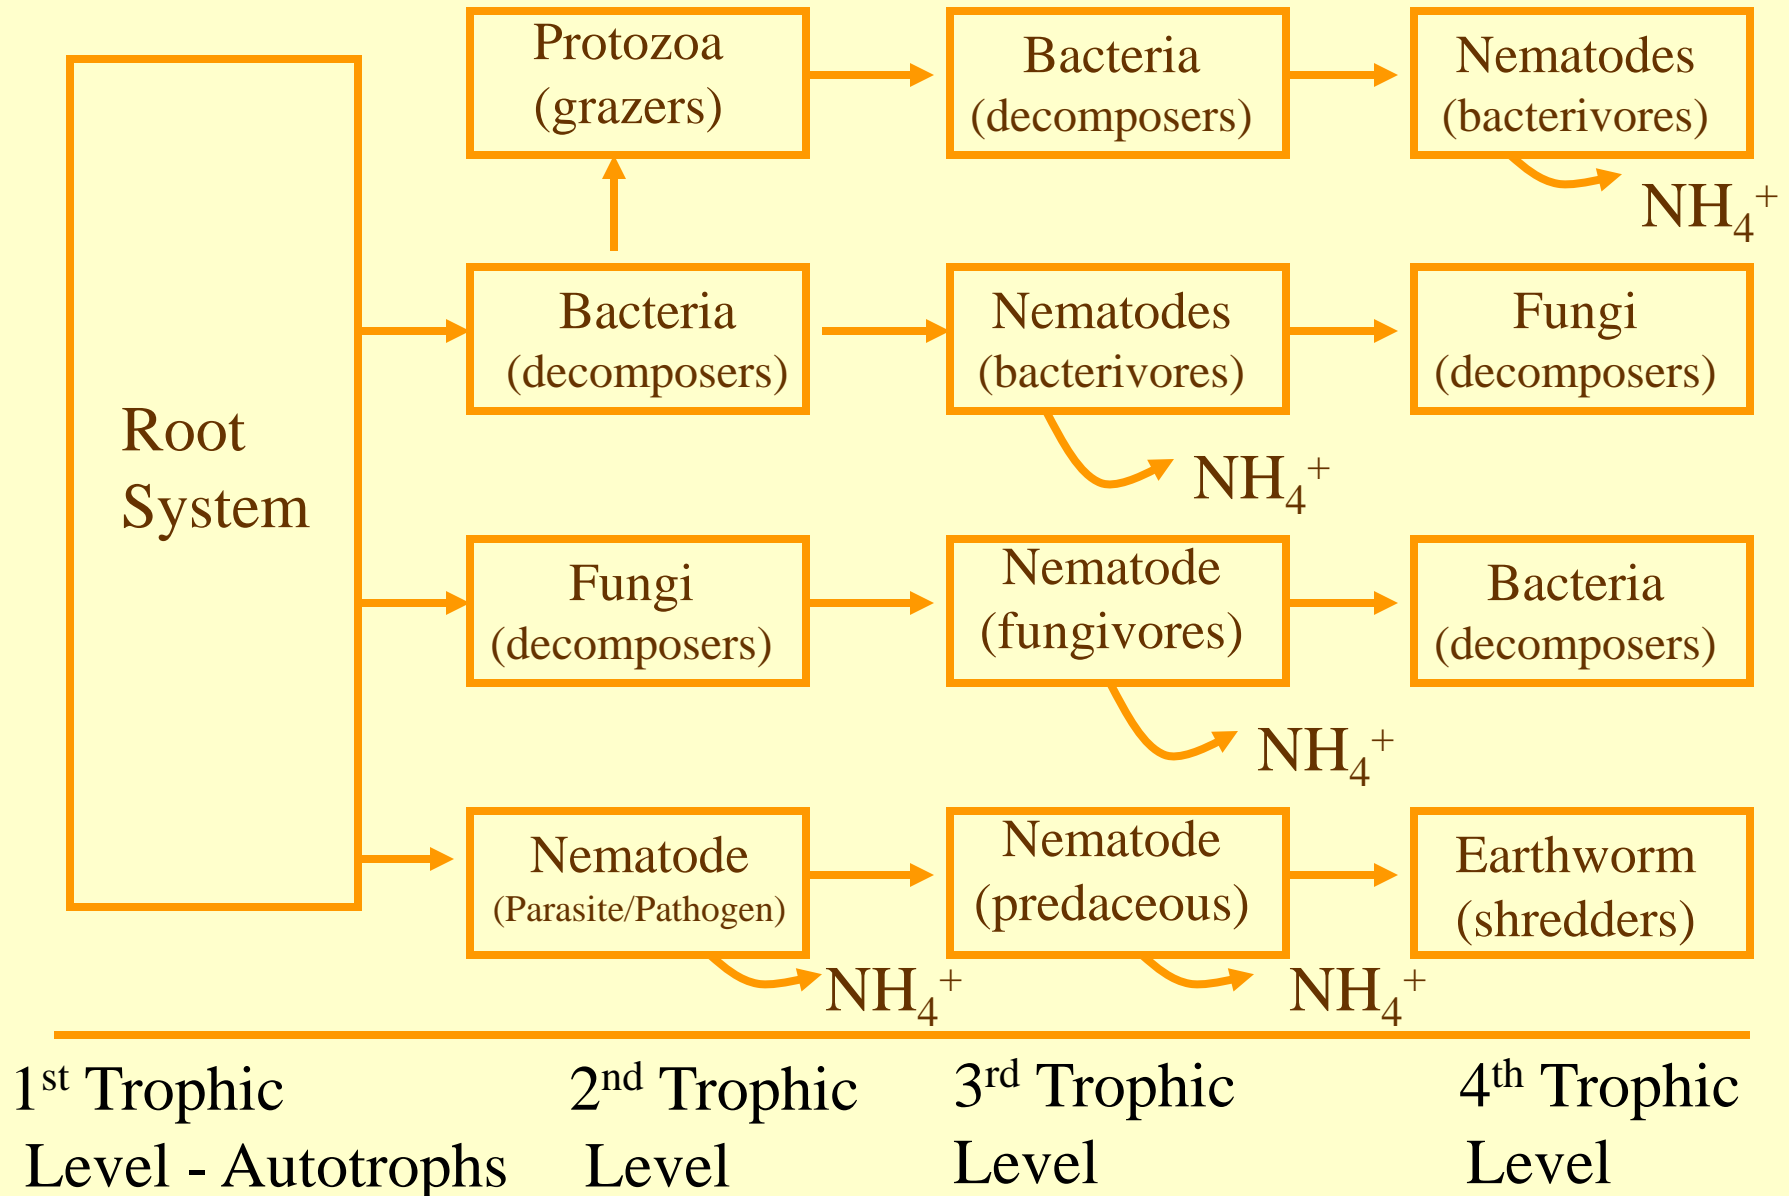 Protozoa
(grazers)
Bacteria
(decomposers)
Nematodes
(bacterivores)
NH₄⁺
Root
System
Bacteria
(decomposers)
Nematodes
(bacterivores)
NH₄⁺
Fungi
(decomposers)
Fungi
(decomposers)
Nematode
(fungivores)
NH₄⁺
Bacteria
(decomposers)
Nematode
(Parasite/Pathogen)
NH₄⁺
Nematode
(predaceous)
NH₄⁺
Earthworm
(shredders)
1st Trophic
Level - Autotrophs
2nd Trophic
Level
3rd Trophic
Level
4th Trophic
Level